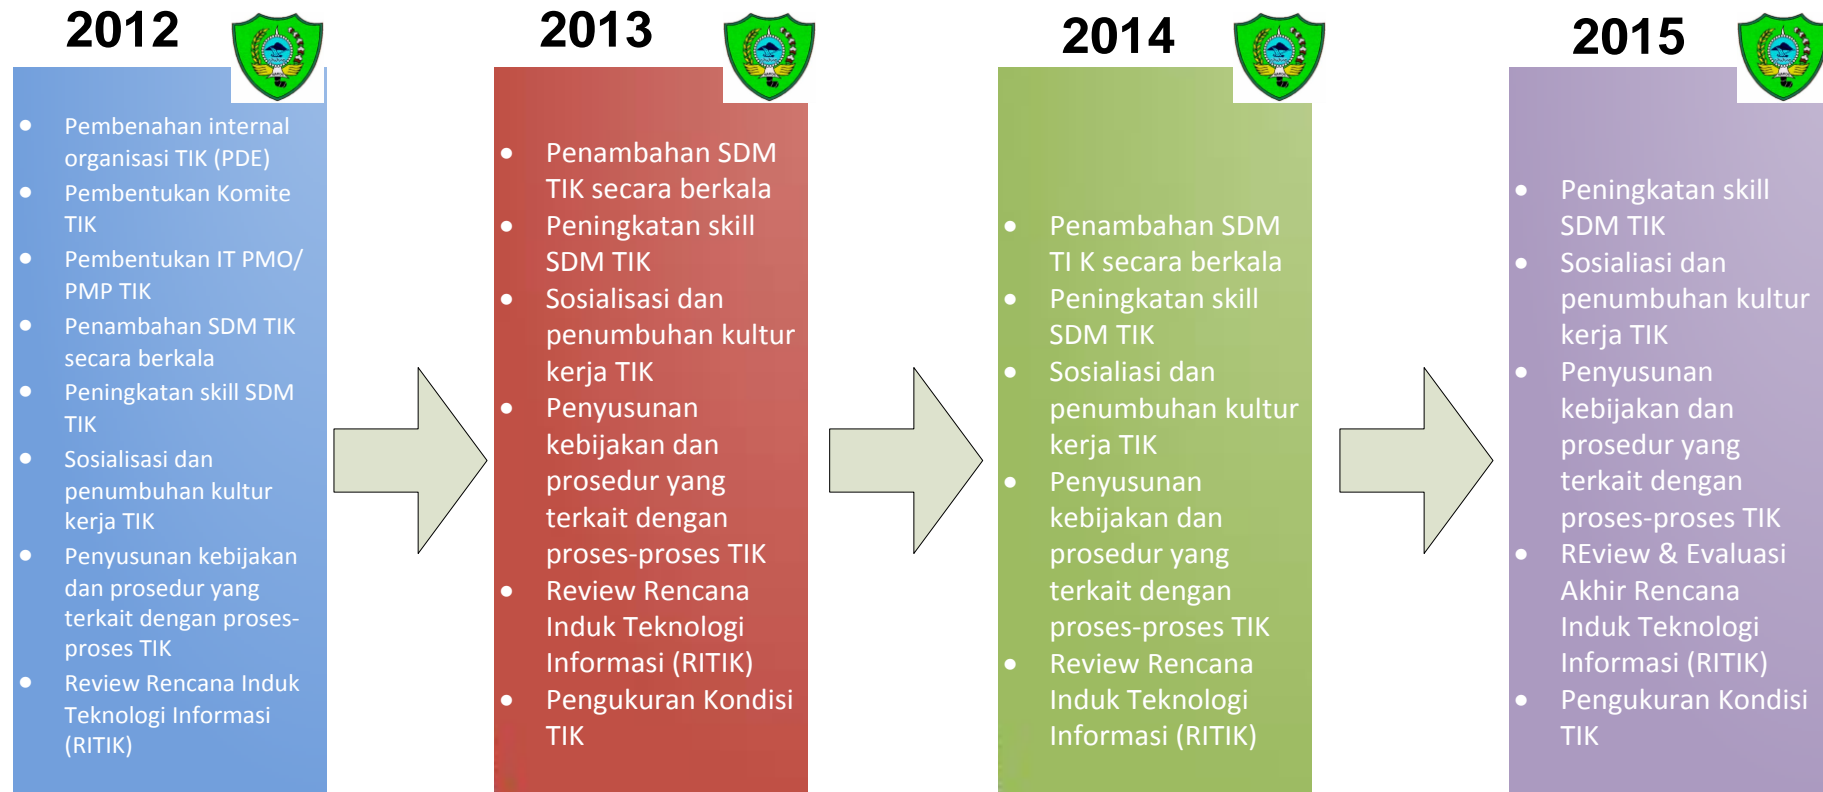 2012
● Pembenahan internal
organisasi TIK (PDE)
● Pembentukan Komite
TIK
● Pembentukan IT PMO/
PMP TIK
● Penambahan SDM TIK
secara berkala
● Peningkatan skill SDM
TIK
● Sosialisasi dan
penumbuhan kultur
kerja TIK
● Penyusunan kebijakan
dan prosedur yang
terkait dengan proses-
proses TIK
● Review Rencana Induk
Teknologi Informasi
(RITIK)
2013
● Penambahan SDM
TIK secara berkala
● Peningkatan skill
SDM TIK
● Sosialisasi dan
penumbuhan kultur
kerja TIK
● Penyusunan
kebijakan dan
prosedur yang
terkait dengan
proses-proses TIK
● Review Rencana
Induk Teknologi
Informasi (RITIK)
● Pengukuran Kondisi
TIK
2014
● Penambahan SDM
TI K secara berkala
● Peningkatan skill
SDM TIK
● Sosialiasi dan
penumbuhan kultur
kerja TIK
● Penyusunan
kebijakan dan
prosedur yang
terkait dengan
proses-proses TIK
● Review Rencana
Induk Teknologi
Informasi (RITIK)
2015
● Peningkatan skill
SDM TIK
● Sosialiasi dan
penumbuhan kultur
kerja TIK
● Penyusunan
kebijakan dan
prosedur yang
terkait dengan
proses-proses TIK
● REview & Evaluasi
Akhir Rencana
Induk Teknologi
Informasi (RITIK)
● Pengukuran Kondisi
TIK